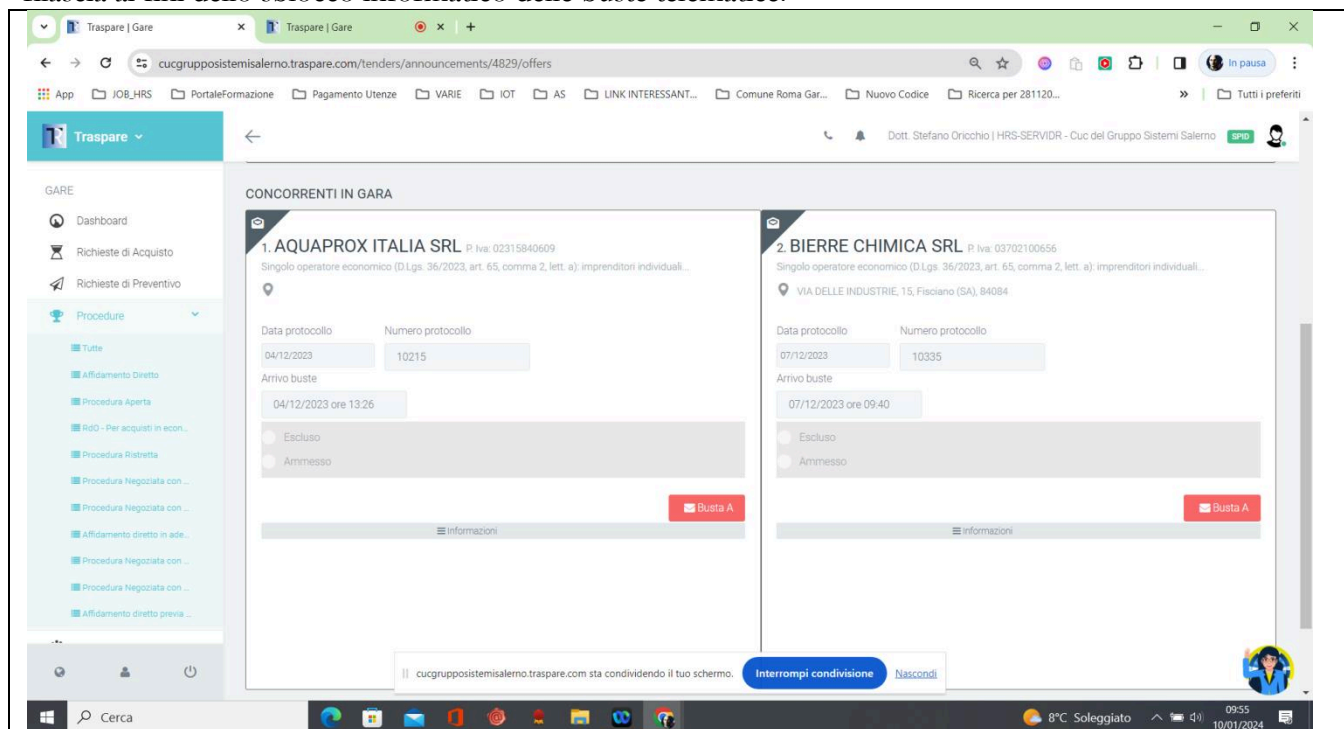 Traspare | Gare
Traspare | Gare
cucgrupposistemisalerno.traspare.com/tenders/announcements/4829/offers
In pausa
App JOB_HRS PortaleFormazione Pagamento Utenze VARIE IOT AS LINK INTERESSANT... Comune Roma Gar... Nuovo Codice Ricerca per 281120... » Tutti i preferiti
Traspare
Dott. Stefano Oricchio | HRS-SERVIDR - Cuc del Gruppo Sistemi Salerno SPID
GARE
Dashboard
Richieste di Acquisto
Richieste di Preventivo
Procedure
Tutte
Affidamento Diretto
Procedura Aperta
RdO - Per acquisti in econ...
Procedura Ristretta
Procedura Negoziata con ...
Procedura Negoziata con ...
Affidamento diretto in ade...
Procedura Negoziata con ...
Procedura Negoziata con ...
Affidamento diretto previa ...
CONCORRENTI IN GARA
1. AQUAPROX ITALIA SRL P. Iva: 02315840609
Singolo operatore economico (D.Lgs. 36/2023, art. 65, comma 2, lett. a): imprenditori individuali...
Data protocollo Numero protocollo
04/12/2023 10215
Arrivo buste
04/12/2023 ore 13:26
Escluso
Ammesso
Busta A
Informazioni
2. BIERRE CHIMICA SRL P. Iva: 03702100656
Singolo operatore economico (D.Lgs. 36/2023, art. 65, comma 2, lett. a): imprenditori individuali...
VIA DELLE INDUSTRIE, 15, Fisciano (SA), 84084
Data protocollo Numero protocollo
07/12/2023 10335
Arrivo buste
07/12/2023 ore 09:40
Escluso
Ammesso
Busta A
Informazioni
cucgrupposistemisalerno.traspare.com sta condividendo il tuo schermo. Interrompi condivisione Nascondi
Cerca
8°C Soleggiato
09:55
10/01/2024